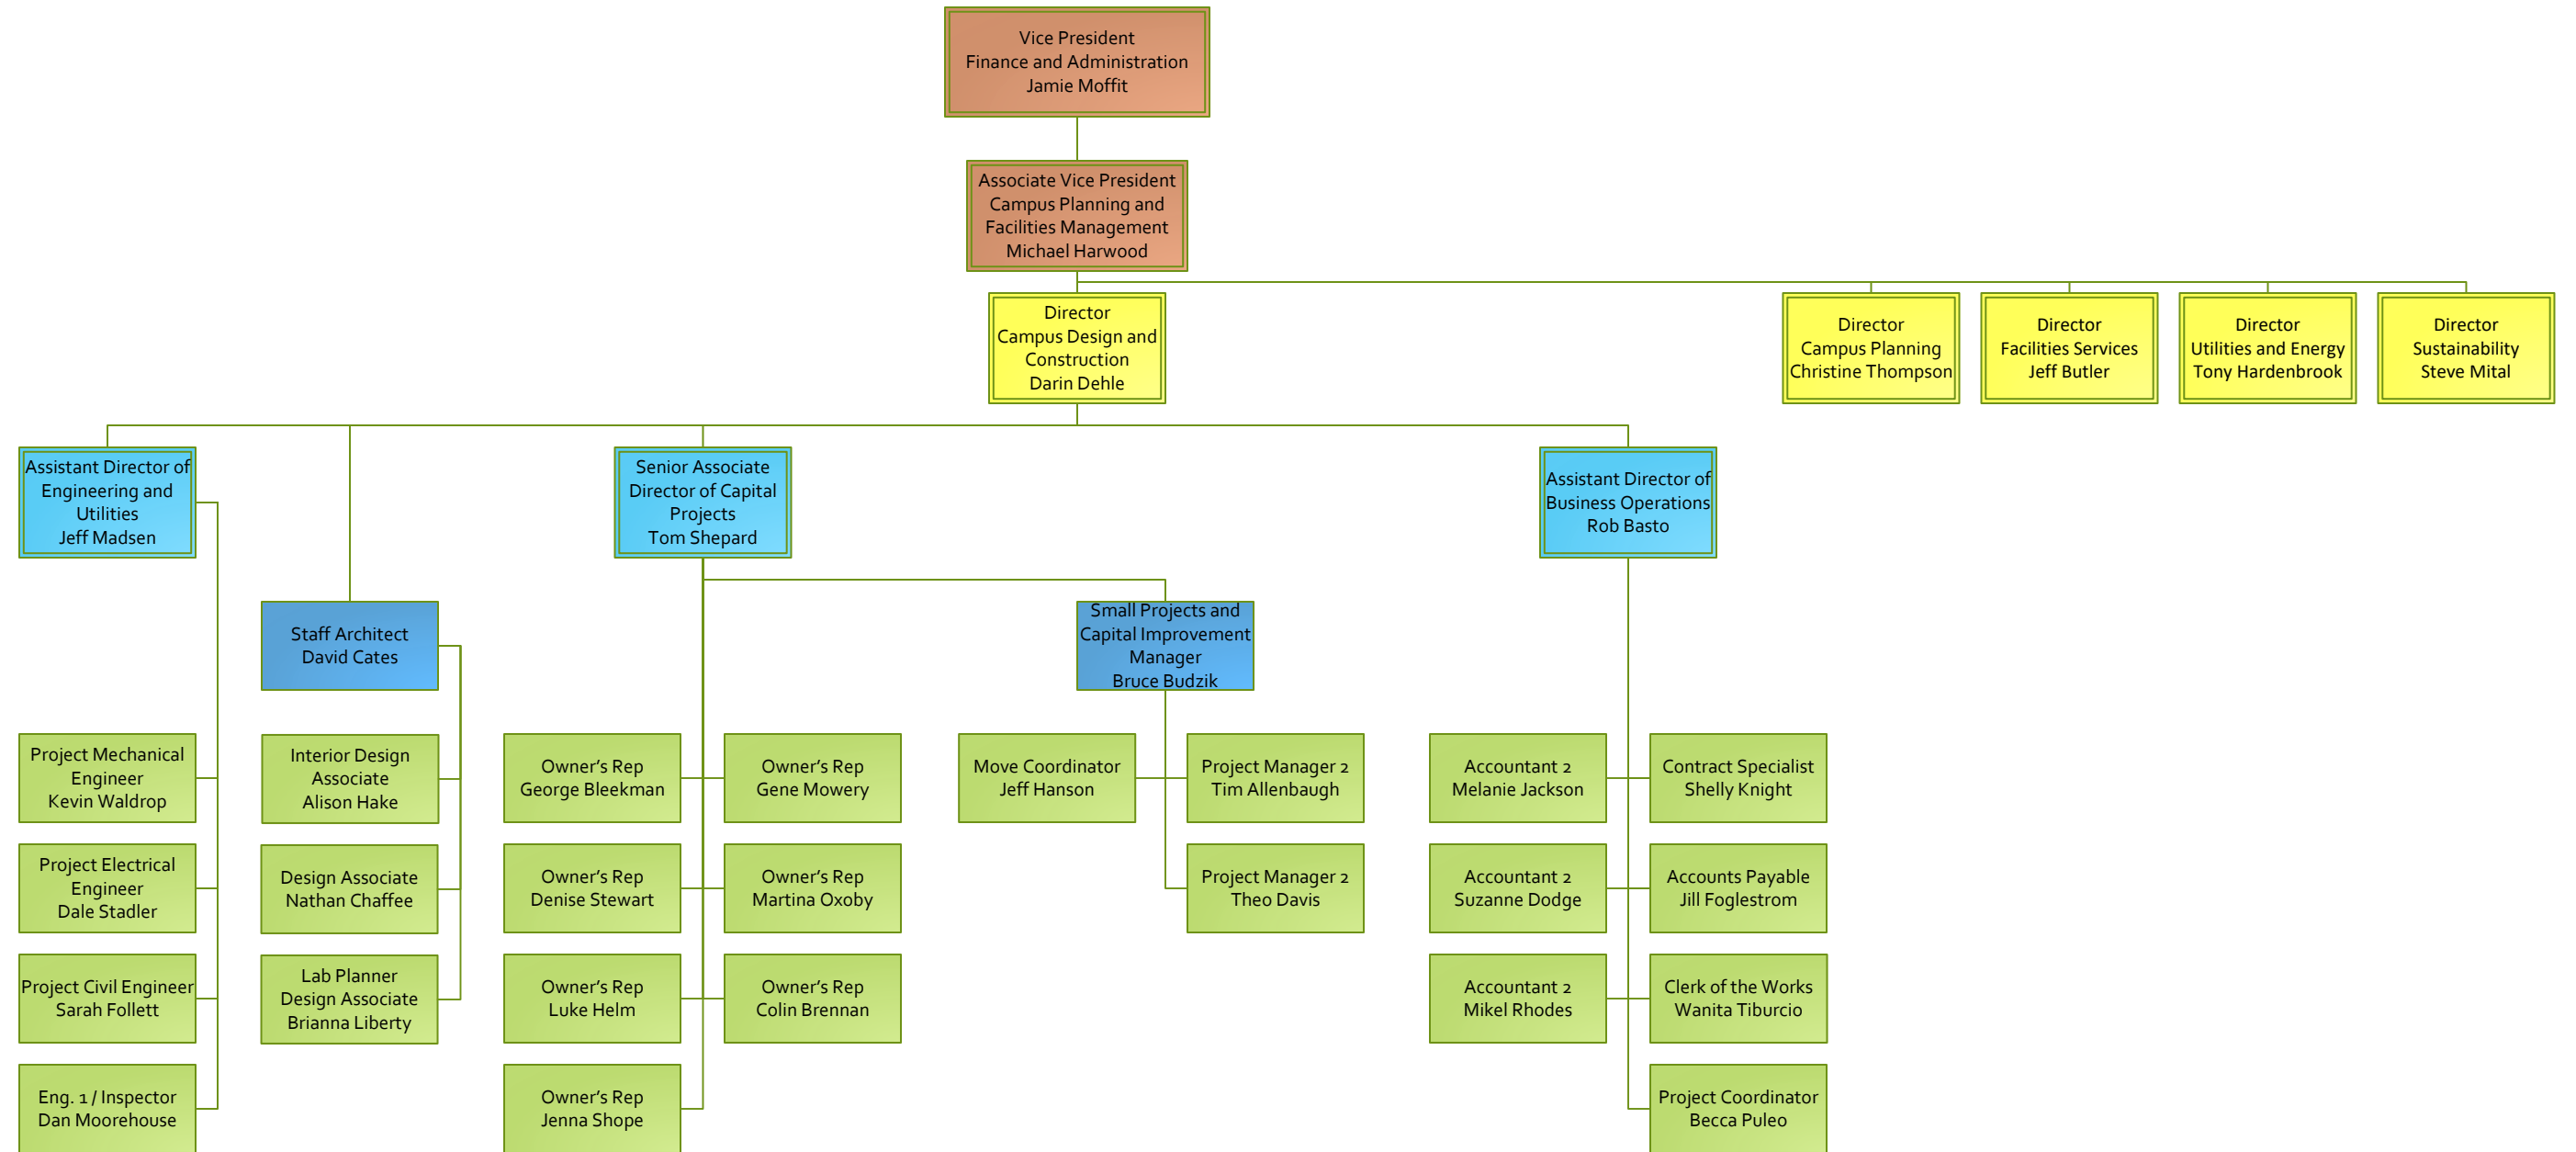 Vice President
Finance and Administration
Jamie Moffit
Associate Vice President
Campus Planning and
Facilities Management
Michael Harwood
Director
Campus Design and
Construction
Darin Dehle
Director
Campus Planning
Christine Thompson
Director
Facilities Services
Jeff Butler
Director
Utilities and Energy
Tony Hardenbrook
Director
Sustainability
Steve Mital
Assistant Director of
Engineering and
Utilities
Jeff Madsen
Senior Associate
Director of Capital
Projects
Tom Shepard
Assistant Director of
Business Operations
Rob Basto
Staff Architect
David Cates
Small Projects and
Capital Improvement
Manager
Bruce Budzik
Project Mechanical
Engineer
Kevin Waldrop
Interior Design
Associate
Alison Hake
Owner’s Rep
George Bleekman
Owner’s Rep
Gene Mowery
Move Coordinator
Jeff Hanson
Project Manager 2
Tim Allenbaugh
Accountant 2
Melanie Jackson
Contract Specialist
Shelly Knight
Project Electrical
Engineer
Dale Stadler
Design Associate
Nathan Chaffee
Owner’s Rep
Denise Stewart
Owner’s Rep
Martina Oxoby
Project Manager 2
Theo Davis
Accountant 2
Suzanne Dodge
Accounts Payable
Jill Foglestrom
Project Civil Engineer
Sarah Follett
Lab Planner
Design Associate
Brianna Liberty
Owner’s Rep
Luke Helm
Owner’s Rep
Colin Brennan
Accountant 2
Mikel Rhodes
Clerk of the Works
Wanita Tiburcio
Eng. 1 / Inspector
Dan Moorehouse
Owner’s Rep
Jenna Shope
Project Coordinator
Becca Puleo